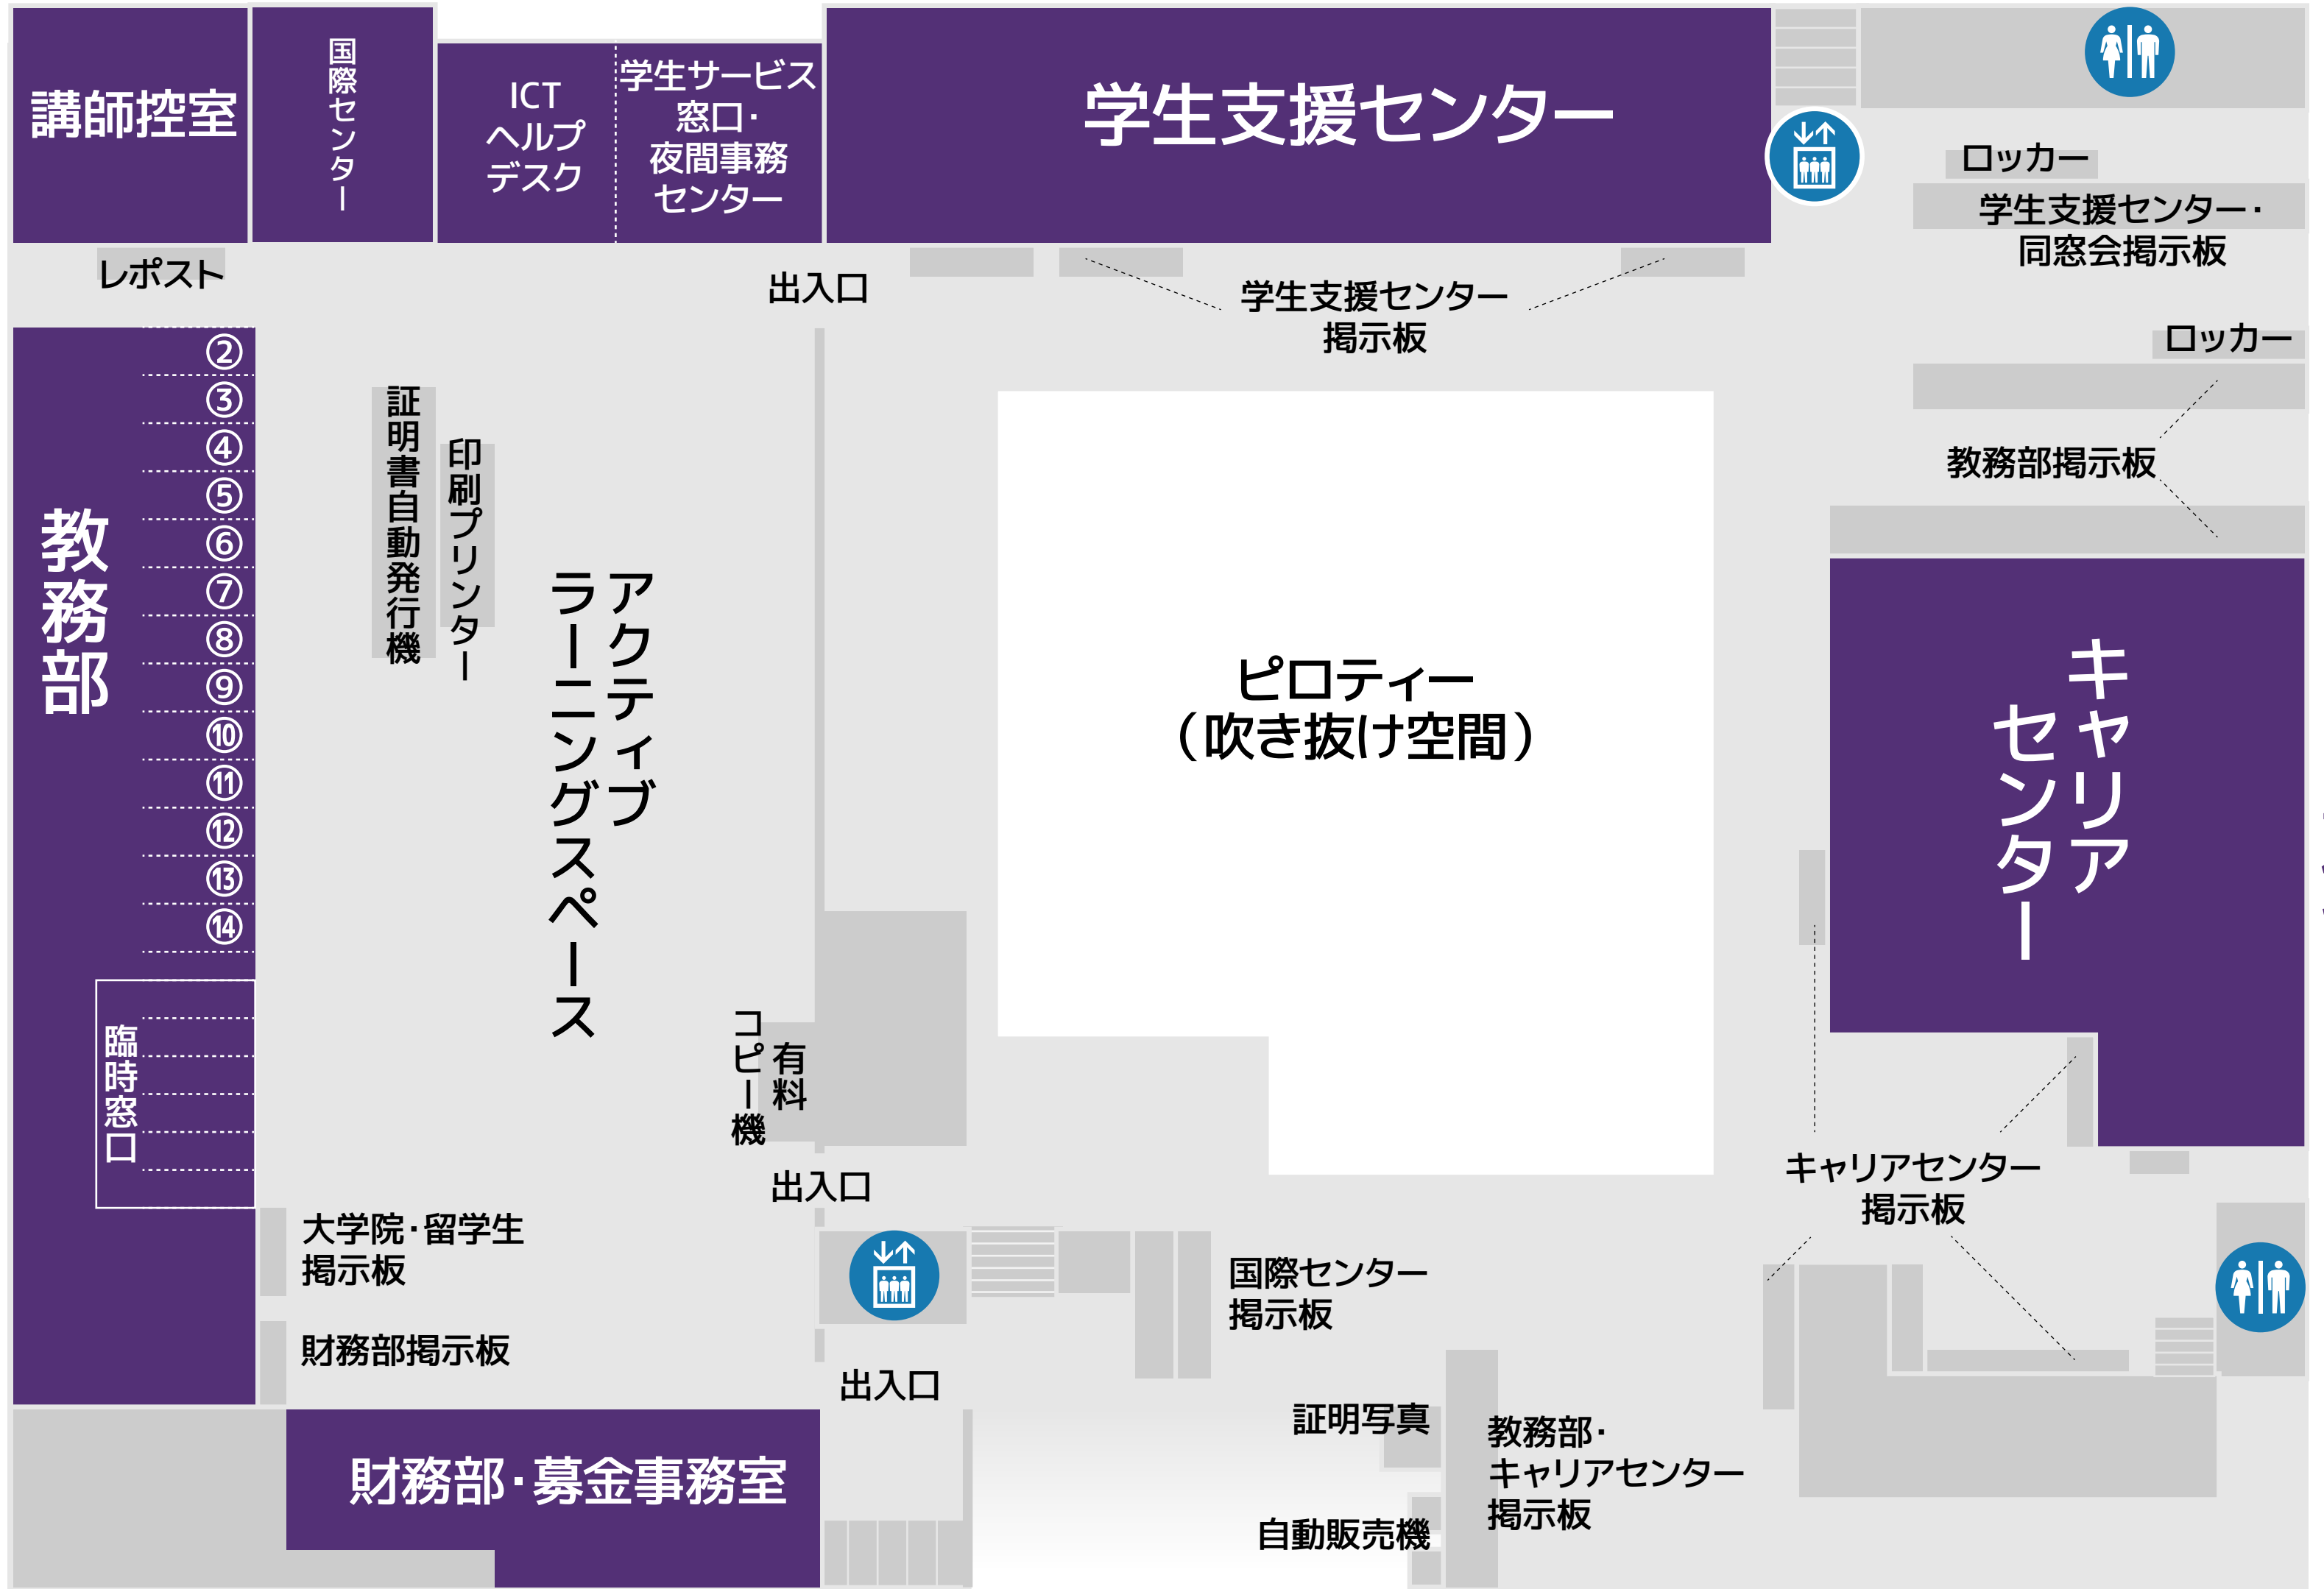 講師控室
国際センター
ICT
ヘルプ
デスク
学生サービス
窓口・
夜間事務
センター
学生支援センター
ロッカー
学生支援センター・
同窓会掲示板
レポスト
出入口
学生支援センター
掲示板
ロッカー
教務部掲示板
教務部
②
③
④
⑤
⑥
⑦
⑧
⑨
⑩
⑪
⑫
⑬
⑭
臨時窓口
証明書自動発行機
印刷プリンター
アクティブ
ラーニングスペース
ピロティー
（吹き抜け空間）
キャリア
センター
有料
コピー機
出入口
キャリアセンター
掲示板
大学院・留学生
掲示板
財務部掲示板
国際センター
掲示板
出入口
証明写真
教務部・
キャリアセンター
掲示板
自動販売機
財務部・募金事務室